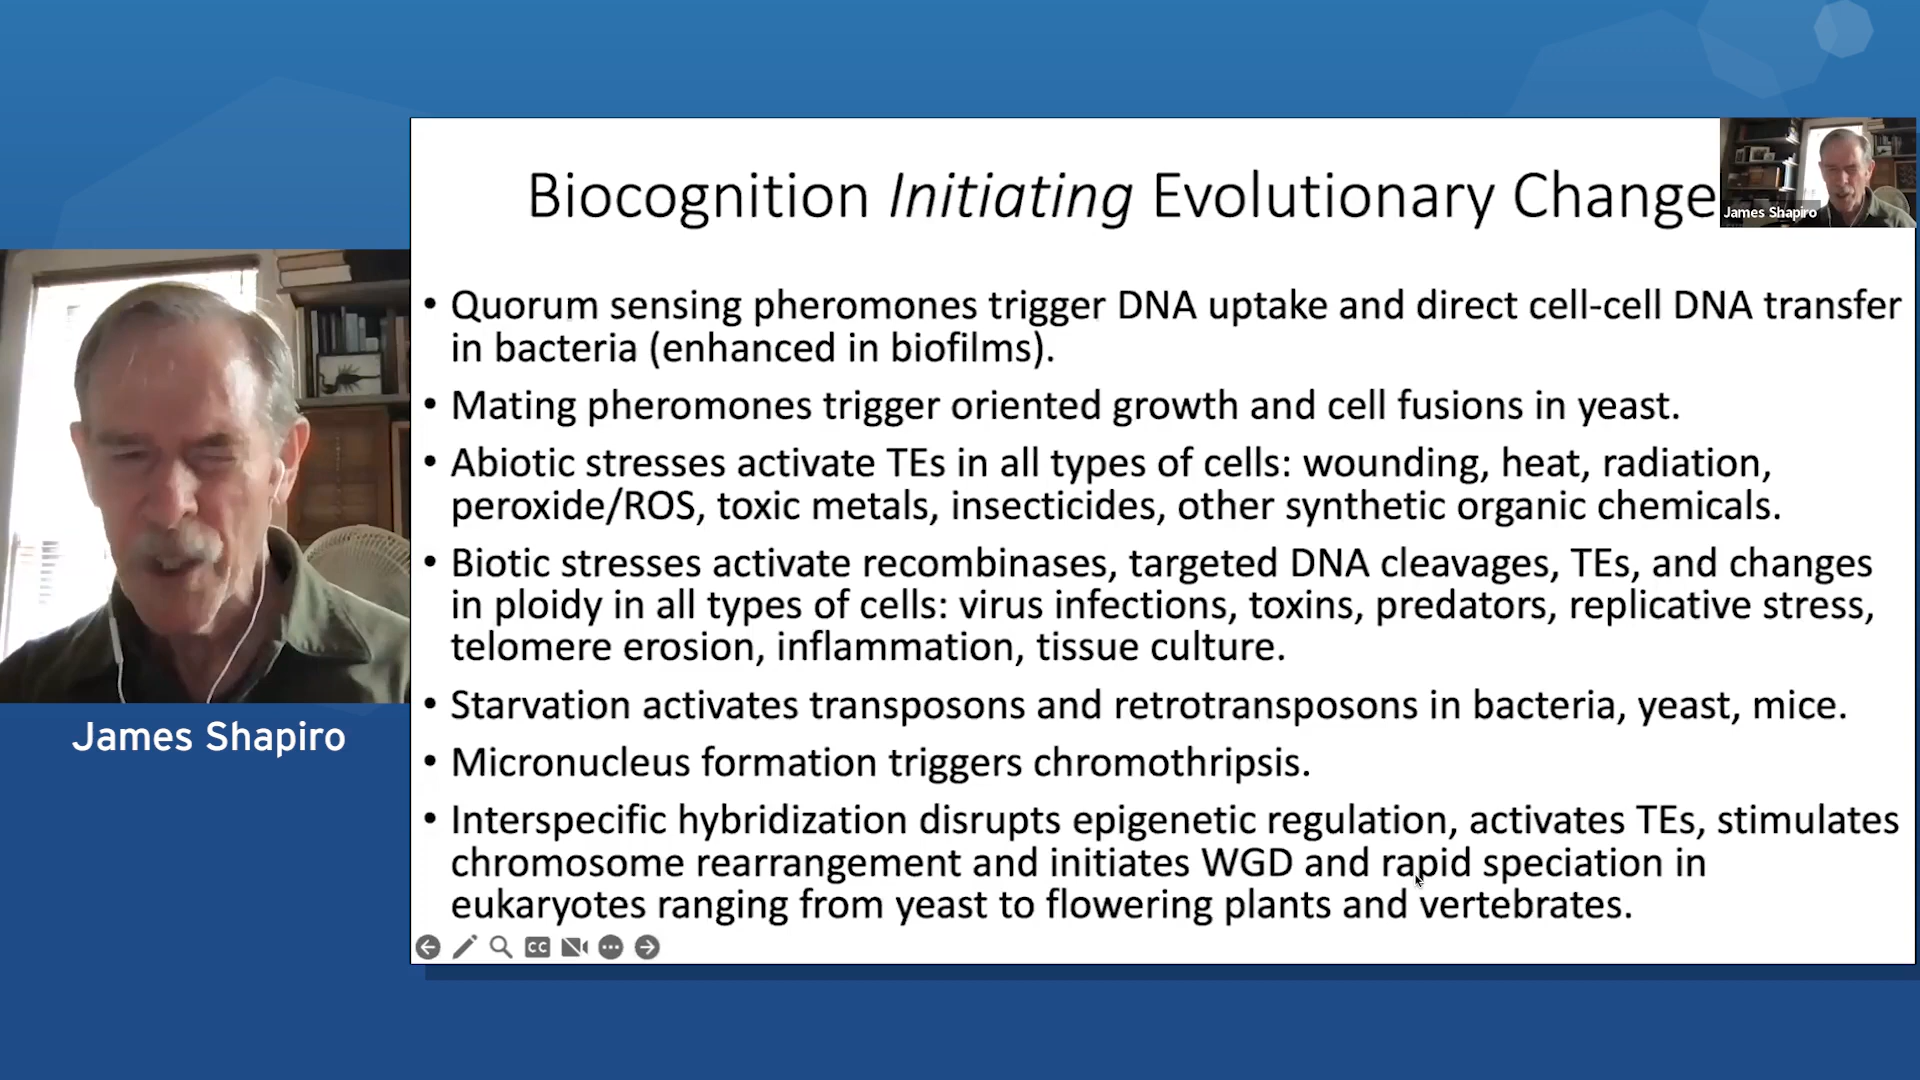 Biocognition Initiating Evolutionary Change
James Shapiro
• Quorum sensing pheromones trigger DNA uptake and direct cell-cell DNA transfer
in bacteria (enhanced in biofilms).
• Mating pheromones trigger oriented growth and cell fusions in yeast.
• Abiotic stresses activate TEs in all types of cells: wounding, heat, radiation,
peroxide/ROS, toxic metals, insecticides, other synthetic organic chemicals.
• Biotic stresses activate recombinases, targeted DNA cleavages, TEs, and changes
in ploidy in all types of cells: virus infections, toxins, predators, replicative stress,
telomere erosion, inflammation, tissue culture.
• Starvation activates transposons and retrotransposons in bacteria, yeast, mice.
• Micronucleus formation triggers chromothripsis.
• Interspecific hybridization disrupts epigenetic regulation, activates TEs, stimulates
chromosome rearrangement and initiates WGD and rapid speciation in
eukaryotes ranging from yeast to flowering plants and vertebrates.
CC
James Shapiro